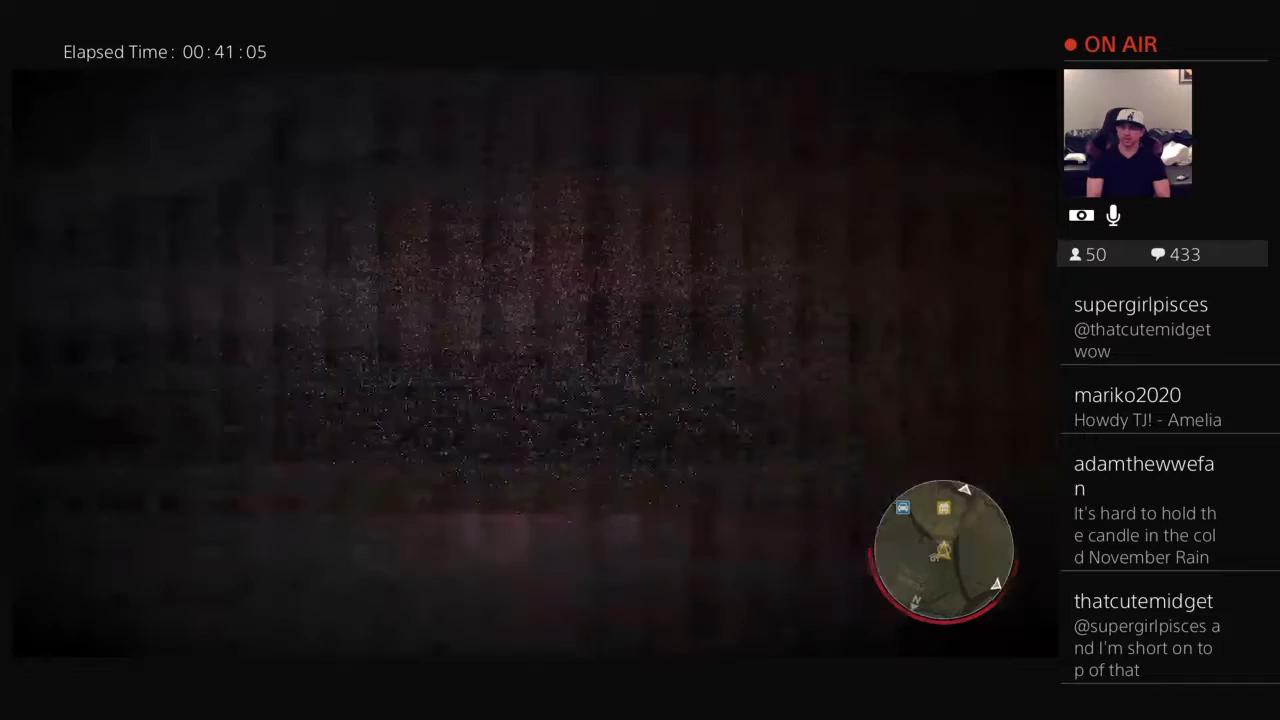 Elapsed Time: 00:41:05
ON AIR
50 433
supergirlpisces
@thatcutemidget
wow
mariko2020
Howdy TJ! - Amelia
adamthewwefa
n
It's hard to hold th
e candle in the col
d November Rain
thatcutemidget
@supergirlpisces a
nd I'm short on to
p of that
N